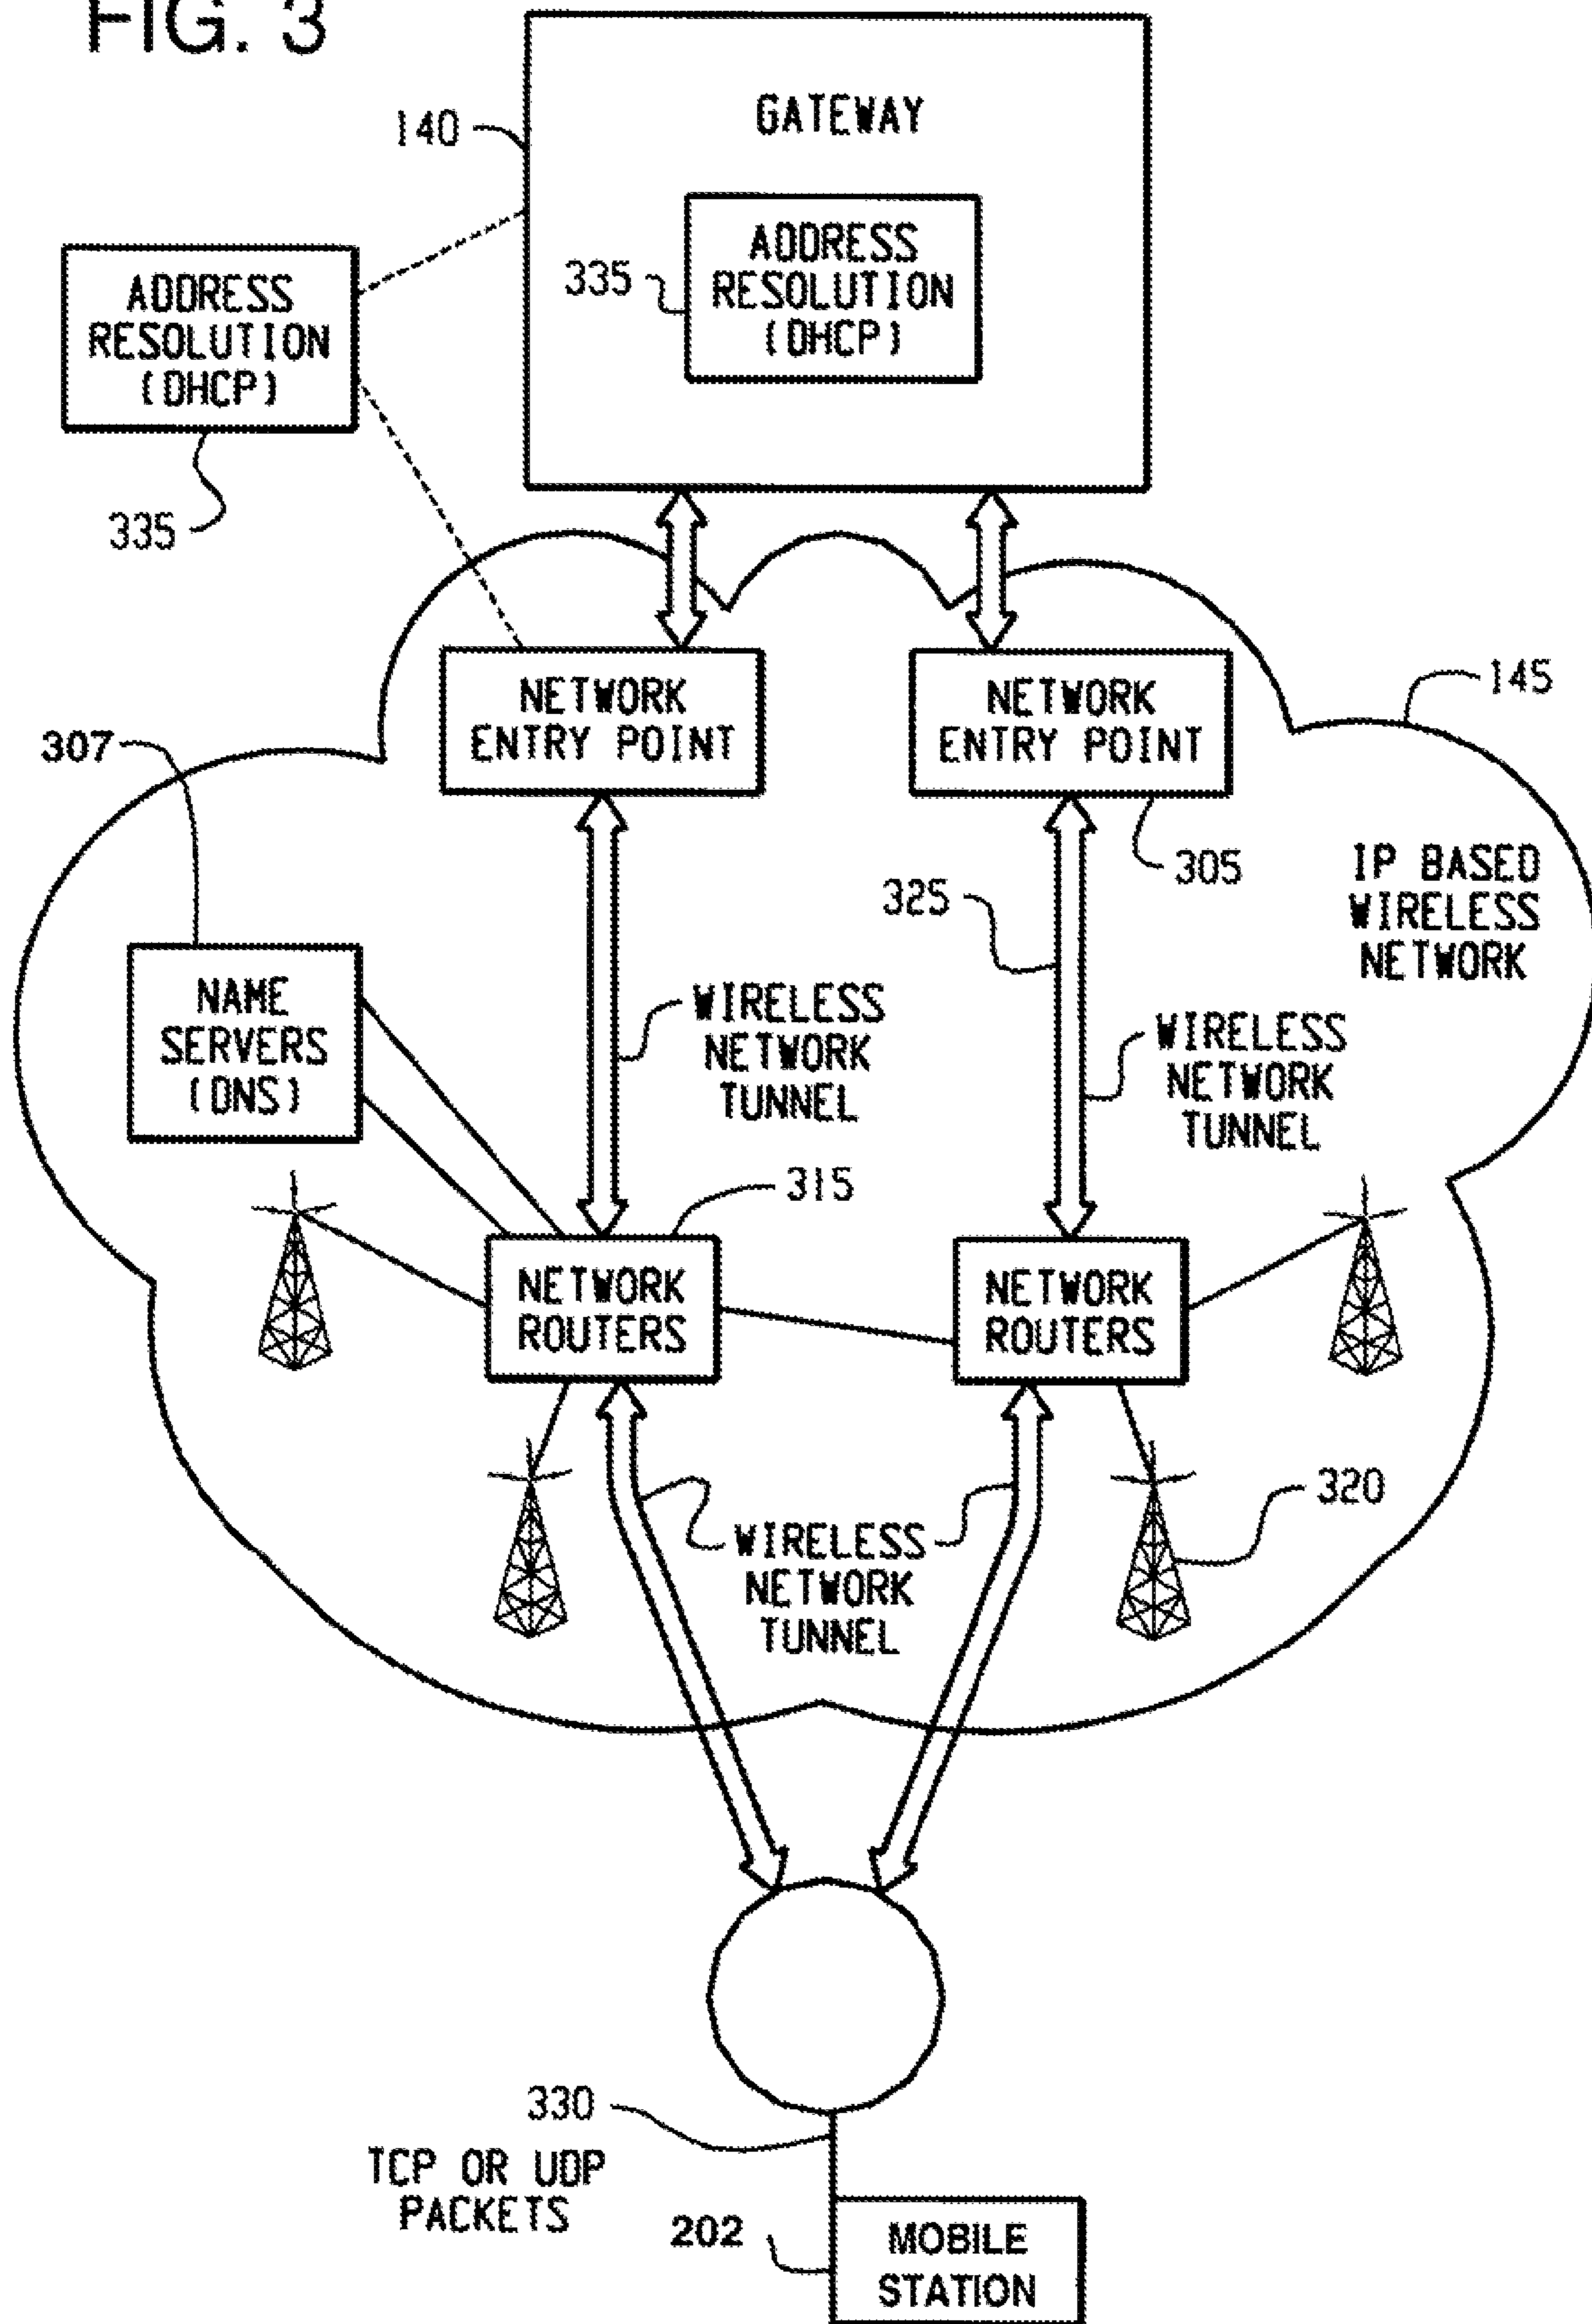 FIG. 3
140
GATEWAY
ADDRESS
RESOLUTION
(DHCP)
335
ADDRESS
RESOLUTION
(DHCP)
335
NETWORK
ENTRY POINT
NETWORK
ENTRY POINT
145
307
305
325
IP BASED
WIRELESS
NETWORK
NAME
SERVERS
(DNS)
WIRELESS
NETWORK
TUNNEL
WIRELESS
NETWORK
TUNNEL
315
NETWORK
ROUTERS
NETWORK
ROUTERS
320
WIRELESS
NETWORK
TUNNEL
330
TCP OR UDP
PACKETS
202
MOBILE
STATION